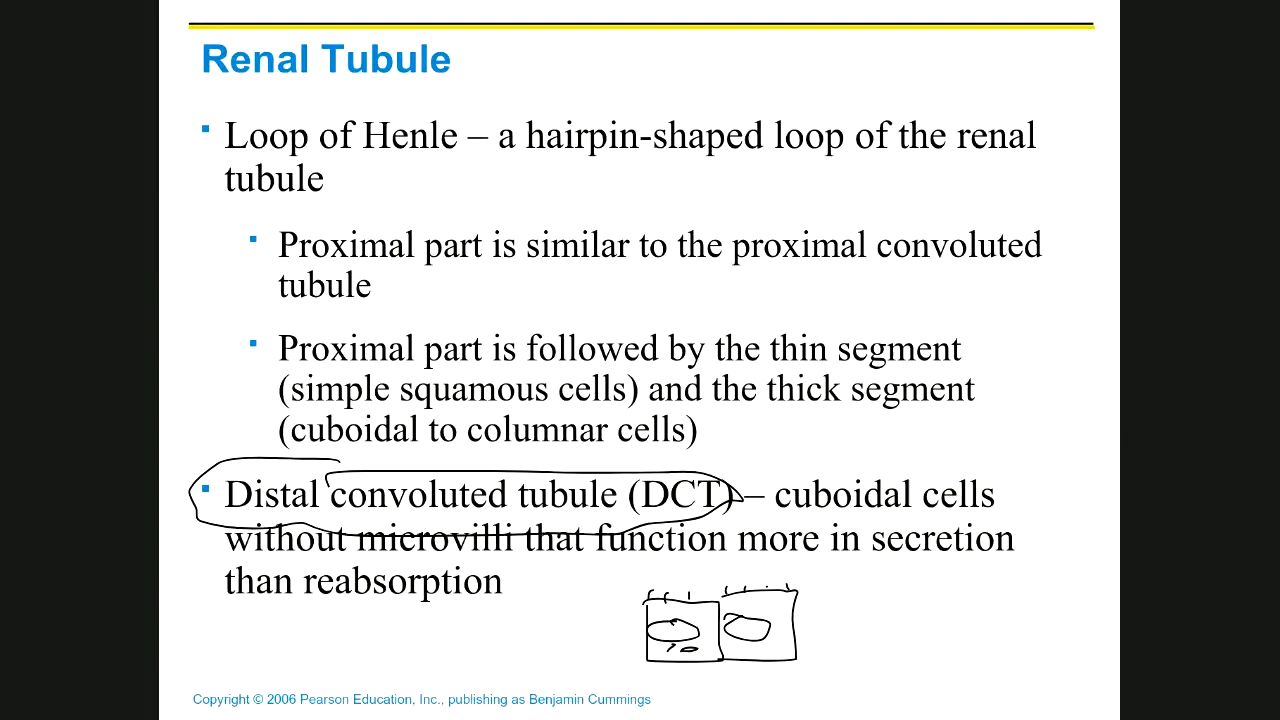 Renal Tubule
Loop of Henle – a hairpin-shaped loop of the renal
tubule
Proximal part is similar to the proximal convoluted
tubule
Proximal part is followed by the thin segment
(simple squamous cells) and the thick segment
(cuboidal to columnar cells)
Distal convoluted tubule (DCT) – cuboidal cells
without microvilli that function more in secretion
than reabsorption
Copyright © 2006 Pearson Education, Inc., publishing as Benjamin Cummings